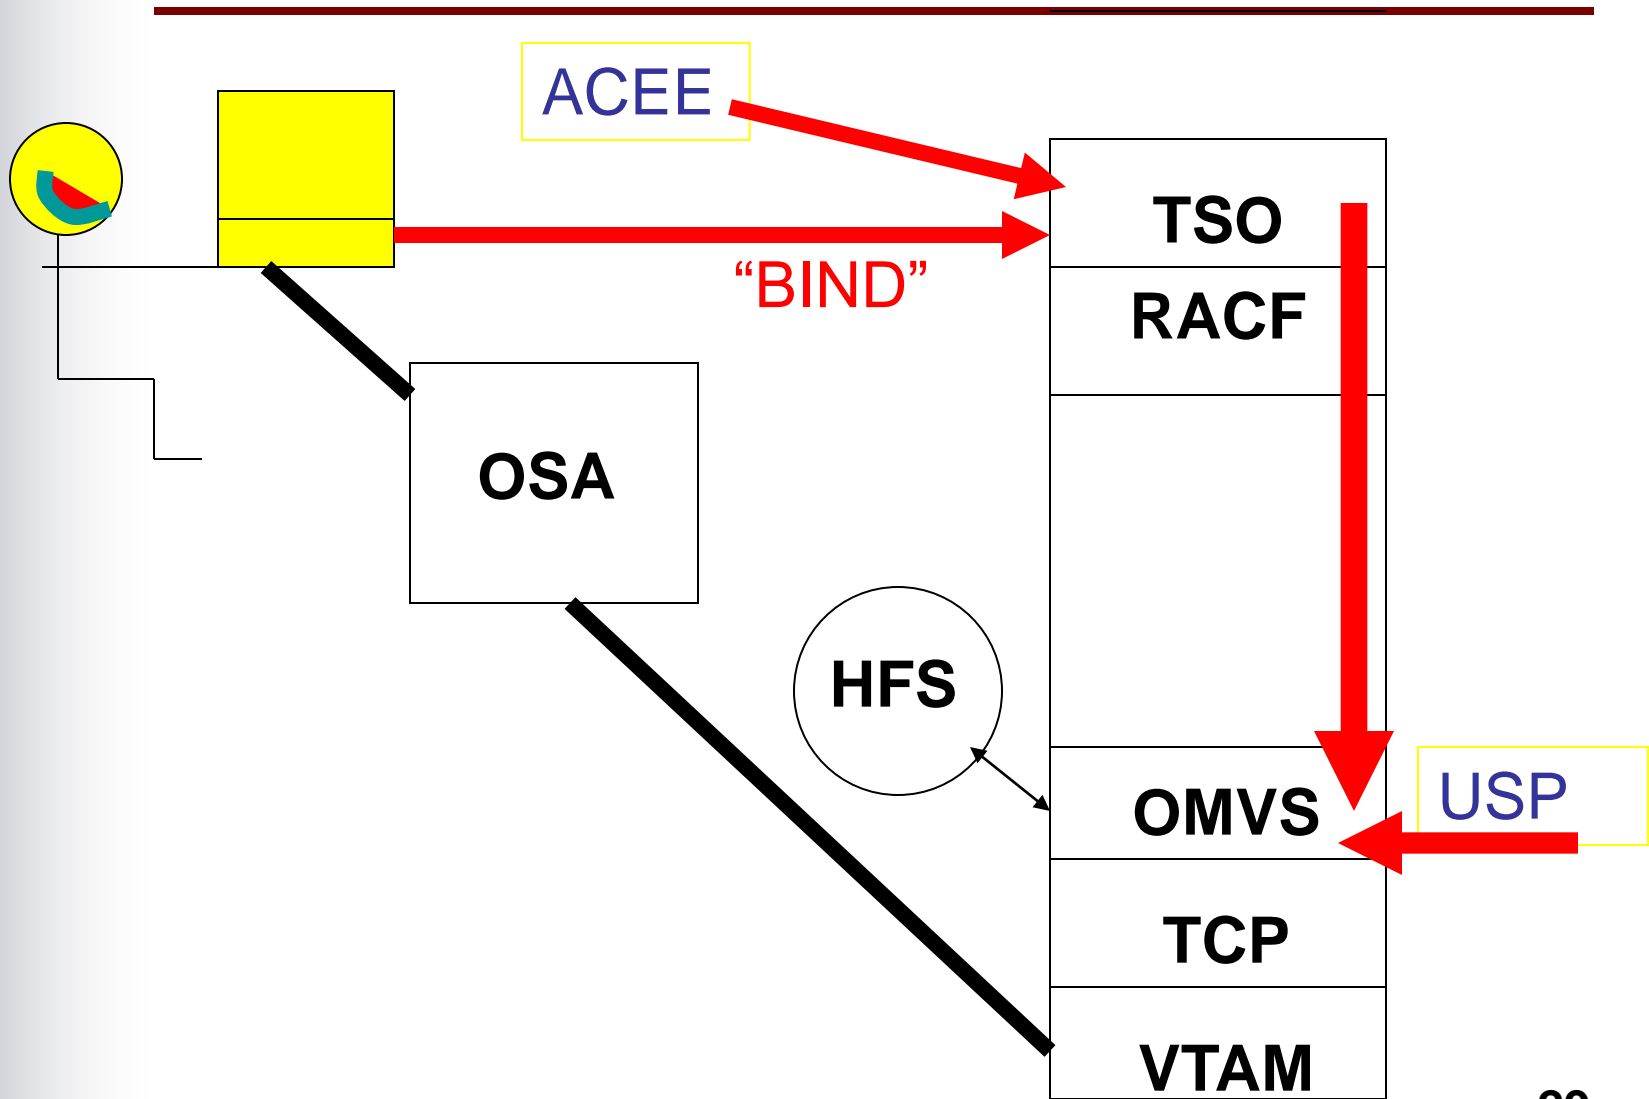 ACEE
TSO
“BIND”
RACF
OSA
HFS
OMVS
USP
TCP
VTAM